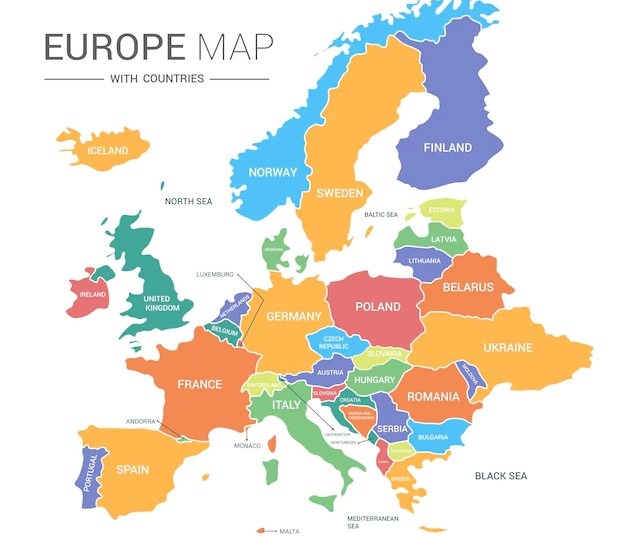 EUROPE MAP
WITH COUNTRIES
ICELAND
NORTH SEA
NORWAY
SWEDEN
FINLAND
BALTIC SEA
ESTONIA
LATVIA
LITHUANIA
DENMARK
LUXEMBURG
IRELAND
UNITED
KINGDOM
NETHERLANDS
BELGIUM
GERMANY
POLAND
BELARUS
UKRAINE
CZECH
REPUBLIC
SLOVAKIA
AUSTRIA
HUNGARY
MOLDOVA
FRANCE
SWITZERLAND
ITALY
SLOVENIA
CROATIA
ROMANIA
BOSNIA AND
HERZEGOVINA
SERBIA
BULGARIA
ANDORRA
MONACO
LIECHTENSTEIN
MONTENEGRO
PORTUGAL
SPAIN
GREECE
BLACK SEA
MEDITERRANEAN
SEA
MALTA